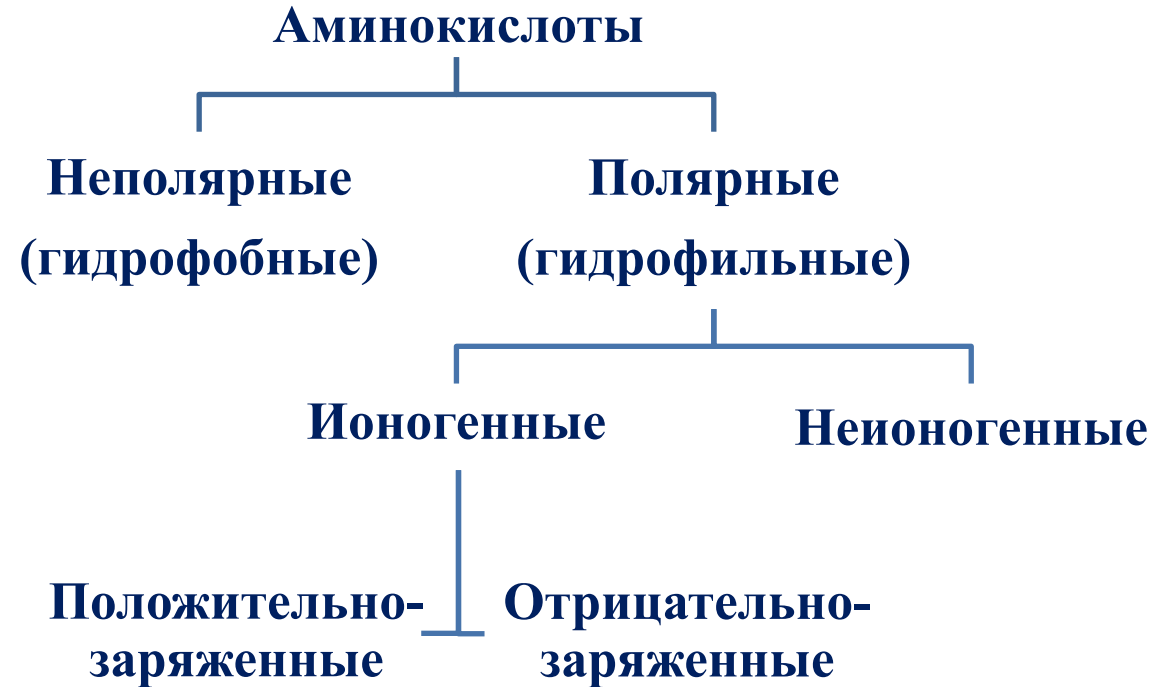 Аминокислоты
Неполярные
(гидрофобные)
Полярные
(гидрофильные)
Ионогенные
Неионогенные
Положительно-
заряженные
Отрицательно-
заряженные